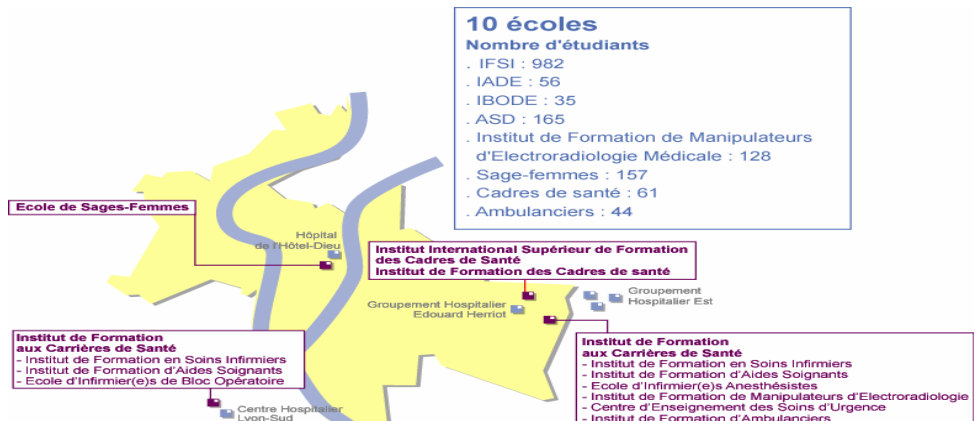 10 écoles
Nombre d'étudiants
. IFSI : 982
. IADE : 56
. IBODE : 35
. ASD : 165
. Institut de Formation de Manipulateurs
d'Electroradiologie Médicale : 128
. Sage-femmes : 157
. Cadres de santé : 61
. Ambulanciers : 44
Ecole de Sages-Femmes
Hôpital
de l'Hôtel-Dieu
Institut International Supérieur de Formation
des Cadres de Santé
Institut de Formation des Cadres de santé
Groupement Hospitalier
Edouard Herriot
Groupement
Hospitalier Est
Institut de Formation
aux Carrières de Santé
- Institut de Formation en Soins Infirmiers
- Institut de Formation d'Aides Soignants
- Ecole d'Infirmier(e)s de Bloc Opératoire
Centre Hospitalier
Lyon-Sud
Institut de Formation
aux Carrières de Santé
- Institut de Formation en Soins Infirmiers
- Institut de Formation d'Aides Soignants
- Ecole d'Infirmier(e)s Anesthésistes
- Institut de Formation de Manipulateurs d'Electroradiologie
- Centre d'Enseignement des Soins d'Urgence
- Institut de Formation d'Ambulanciers